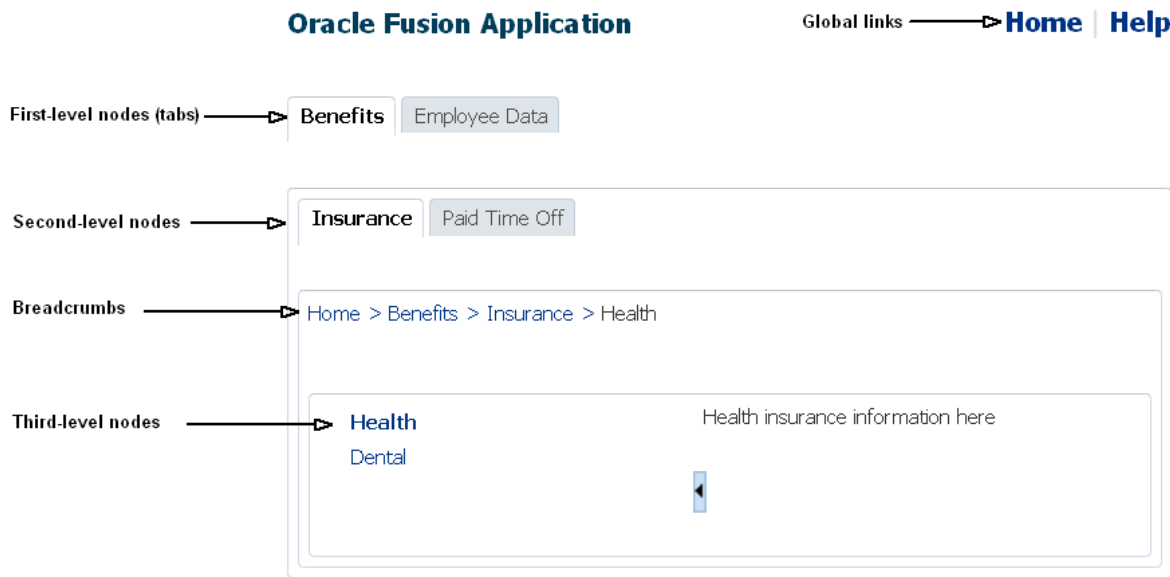 Oracle Fusion Application
Global links
Home | Help
First-level nodes (tabs)
Benefits
Employee Data
Second-level nodes
Insurance
Paid Time Off
Breadcrumbs
Home > Benefits > Insurance > Health
Third-level nodes
Health
Health insurance information here
Dental